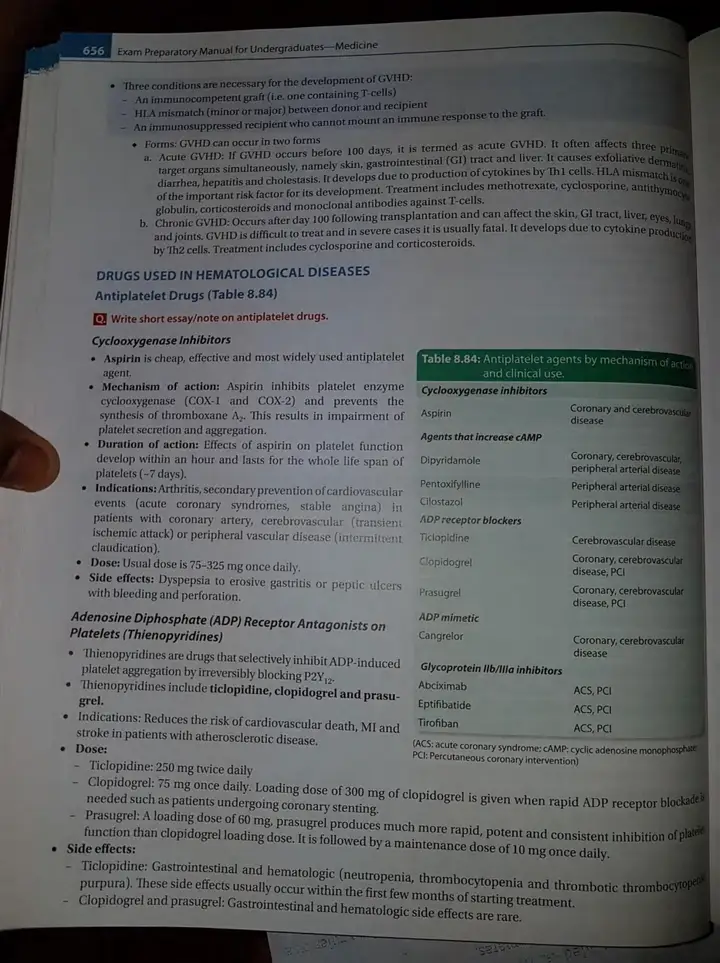 656 Exam Preparatory Manual for Undergraduates—Medicine
• Three conditions are necessary for the development of GVHD:
– An immunocompetent graft (i.e. one containing T-cells)
– HLA mismatch (minor or major) between donor and recipient
– An immunosuppressed recipient who cannot mount an immune response to the graft.
• Forms: GVHD can occur in two forms
a. Acute GVHD: If GVHD occurs before 100 days, it is termed as acute GVHD. It often affects three
target organs simultaneously, namely skin, gastrointestinal (GI) tract and liver. It causes exfoliative
diarrhea, hepatitis and cholestasis. It develops due to production of cytokines by Th1 cells. HLA mismatch is
of the important risk factor for its development. Treatment includes methotrexate, cyclosporine,
globulin, corticosteroids and monoclonal antibodies against T-cells.
b. Chronic GVHD: Occurs after day 100 following transplantation and can affect the skin, GI tract, liver, eyes,
and joints. GVHD is difficult to treat and in severe cases it is usually fatal. It develops due to cytokine
by Th2 cells. Treatment includes cyclosporine and corticosteroids.
DRUGS USED IN HEMATOLOGICAL DISEASES
Antiplatelet Drugs (Table 8.84)
Q. Write short essay/note on antiplatelet drugs.
Cyclooxygenase Inhibitors
• Aspirin is cheap, effective and most widely used antiplatelet
agent.
• Mechanism of action: Aspirin inhibits platelet enzyme
cyclooxygenase (COX-1 and COX-2) and prevents the
synthesis of thromboxane A2. This results in impairment of
platelet secretion and aggregation.
• Duration of action: Effects of aspirin on platelet function
develop within an hour and lasts for the whole life span of
platelets (~7 days).
• Indications: Arthritis, secondary prevention of cardiovascular
events (acute coronary syndromes, stable angina) in
patients with coronary artery, cerebrovascular (transient
ischemic attack) or peripheral vascular disease (intermittent
claudication).
• Dose: Usual dose is 75–325 mg once daily.
• Side effects: Dyspepsia to erosive gastritis or peptic ulcers
with bleeding and perforation.
Adenosine Diphosphate (ADP) Receptor Antagonists on
Platelets (Thienopyridines)
• Thienopyridines are drugs that selectively inhibit ADP-induced
platelet aggregation by irreversibly blocking P2Y12.
• Thienopyridines include ticlopidine, clopidogrel and prasu-
grel.
• Indications: Reduces the risk of cardiovascular death, MI and
stroke in patients with atherosclerotic disease.
• Dose:
– Ticlopidine: 250 mg twice daily
– Clopidogrel: 75 mg once daily. Loading dose of 300 mg of clopidogrel is given when rapid ADP receptor blockade is
needed such as patients undergoing coronary stenting.
– Prasugrel: A loading dose of 60 mg, prasugrel produces much more rapid, potent and consistent inhibition of platelet
function than clopidogrel loading dose. It is followed by a maintenance dose of 10 mg once daily.
• Side effects:
– Ticlopidine: Gastrointestinal and hematologic (neutropenia, thrombocytopenia and thrombotic
purpura). These side effects usually occur within the first few months of starting treatment.
– Clopidogrel and prasugrel: Gastrointestinal and hematologic side effects are rare.
Table 8.84: Antiplatelet agents by mechanism of action
and clinical use.
Cyclooxygenase inhibitors
Aspirin Coronary and cerebrovascular
disease
Agents that increase cAMP
Dipyridamole Coronary, cerebrovascular,
peripheral arterial disease
Pentoxifylline Peripheral arterial disease
Cilostazol Peripheral arterial disease
ADP receptor blockers
Ticlopidine Cerebrovascular disease
Clopidogrel Coronary, cerebrovascular
disease, PCI
Prasugrel Coronary, cerebrovascular
disease, PCI
ADP mimetic
Cangrelor Coronary, cerebrovascular
disease
Glycoprotein IIb/IIIa inhibitors
Abciximab ACS, PCI
Eptifibatide ACS, PCI
Tirofiban ACS, PCI
(ACS: acute coronary syndrome; cAMP: cyclic adenosine monophosphate;
PCI: Percutaneous coronary intervention)